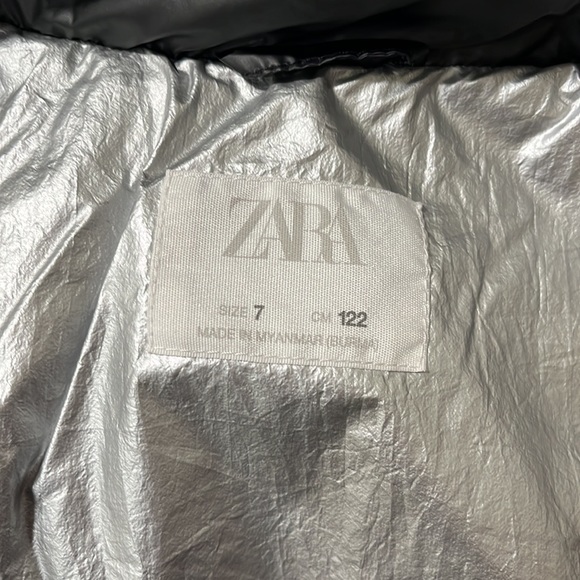 ZARA
SIZE 7 CM 122
MADE IN MYANMAR (BURMA)